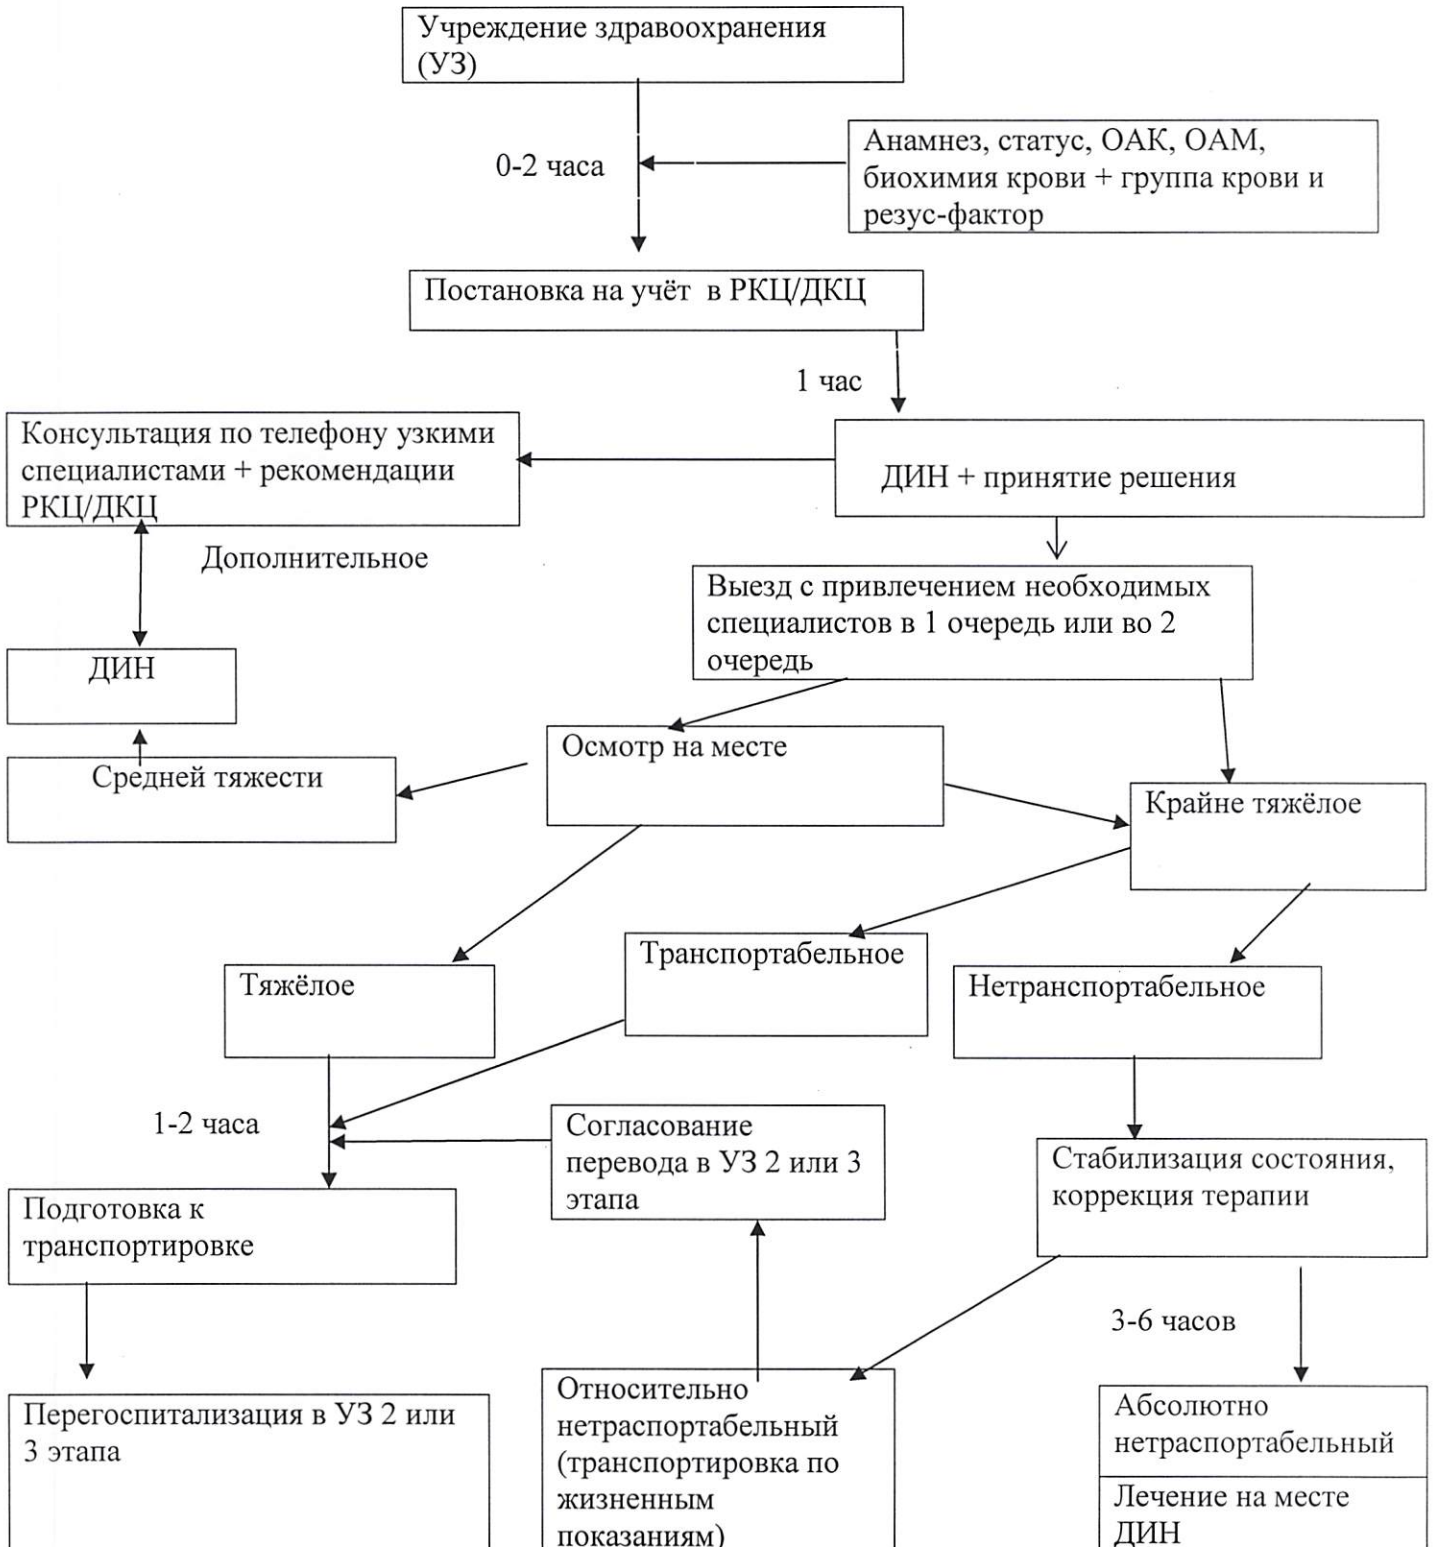 Учреждение здравоохранения
(УЗ)
0-2 часа
Анамнез, статус, ОАК, ОАМ,
биохимия крови + группа крови и
резус-фактор
Постановка на учёт в РКЦ/ДКЦ
1 час
Консультация по телефону узкими
специалистами + рекомендации
РКЦ/ДКЦ
ДИН + принятие решения
Дополнительное
Выезд с привлечением необходимых
специалистов в 1 очередь или во 2
очередь
ДИН
Осмотр на месте
Средней тяжести
Крайне тяжёлое
Транспортабельное
Тяжёлое
Нетранспортабельное
1-2 часа
Согласование
перевода в УЗ 2 или 3
этапа
Стабилизация состояния,
коррекция терапии
Подготовка к
транспортировке
3-6 часов
Относительно
нетраспортабельный
(транспортировка по
жизненным
показаниям)
Абсолютно
нетраспортабельный
Перегоспитализация в УЗ 2 или
3 этапа
Лечение на месте
ДИН